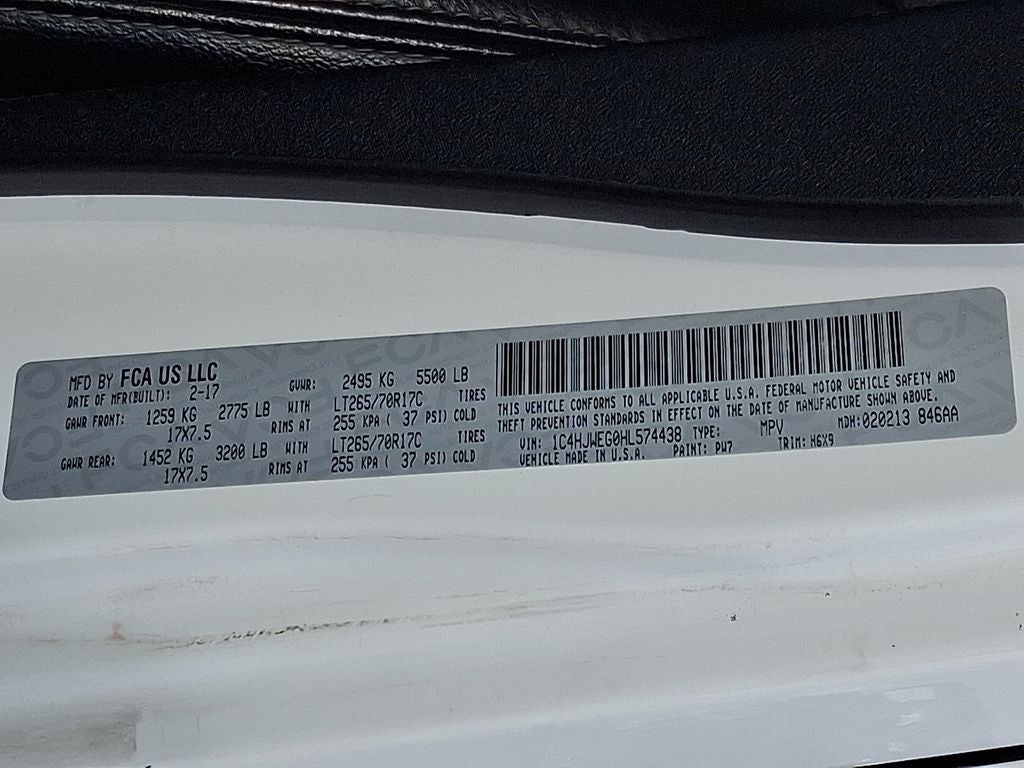 MFD BY FCA US LLC
DATE OF MFR(BUILT): 2-17
GVWR: 2495 KG 5500 LB
GAWR FRONT: 1259 KG 2775 LB WITH LT265/70R17C TIRES
17X7.5 RIMS AT 255 KPA ( 37 PSI) COLD
GAWR REAR: 1452 KG 3200 LB WITH LT265/70R17C TIRES
17X7.5 RIMS AT 255 KPA ( 37 PSI) COLD
THIS VEHICLE CONFORMS TO ALL APPLICABLE U.S.A. FEDERAL MOTOR VEHICLE SAFETY AND
THEFT PREVENTION STANDARDS IN EFFECT ON THE DATE OF MANUFACTURE SHOWN ABOVE.
VIN: 1C4HJWEG0HL574438 TYPE: MPV MDH:020213 846AA
VEHICLE MADE IN U.S.A. PAINT: PW7 TRIM: H6X9